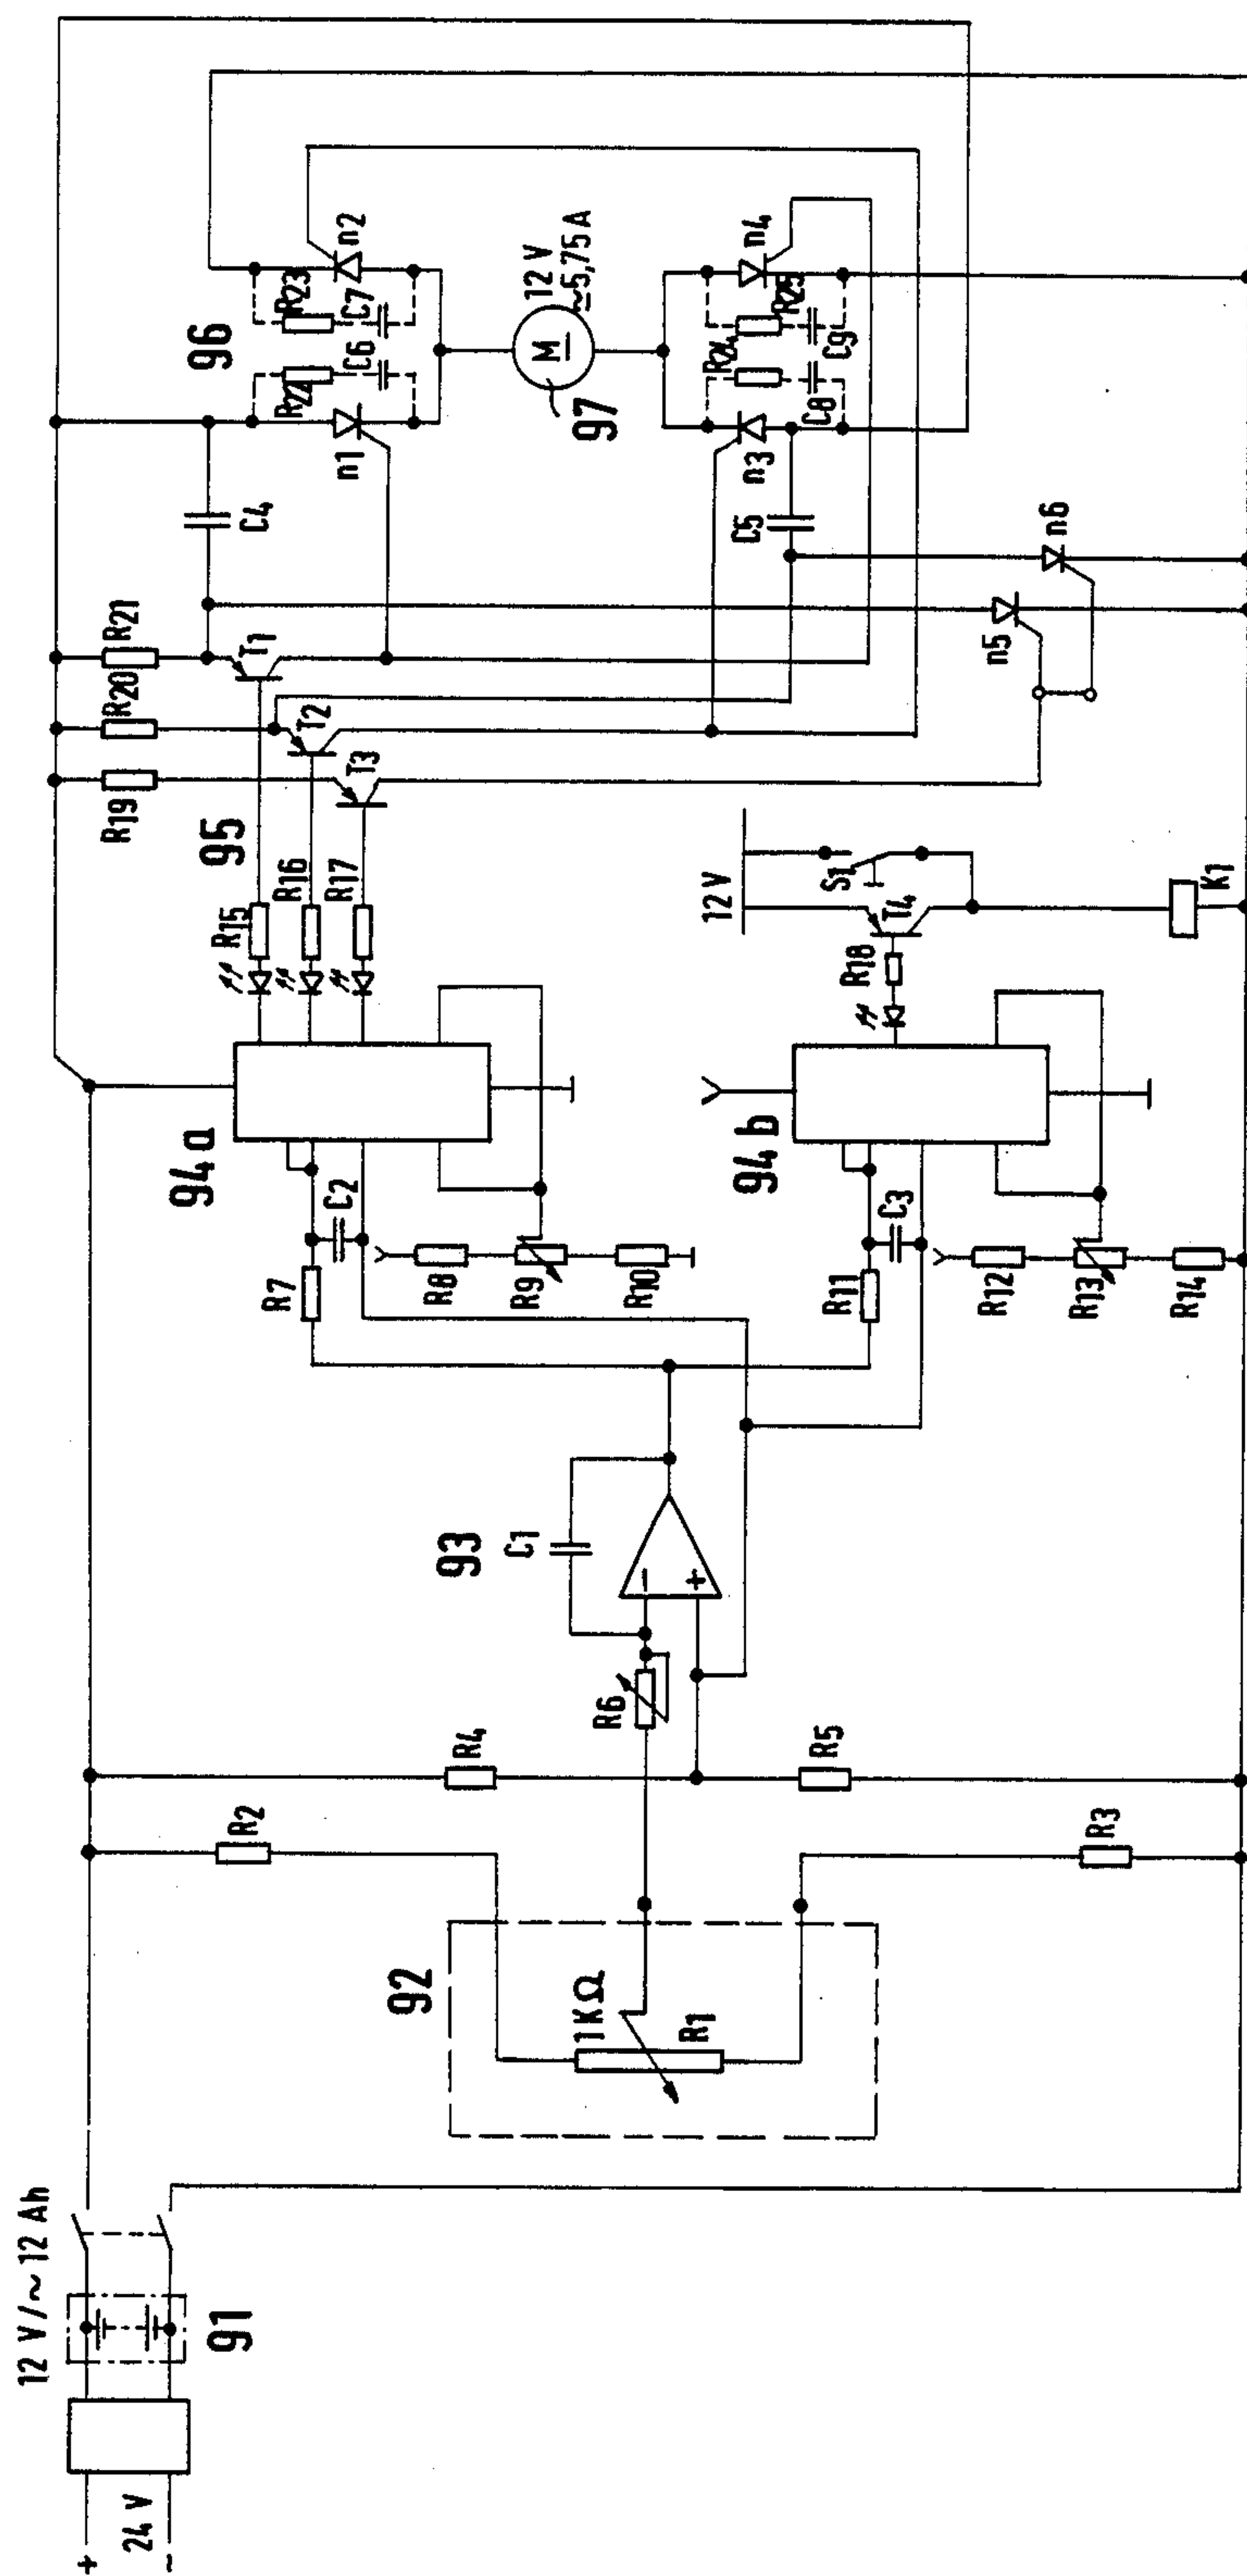 +
24 V
~
12 V / ~ 12 Ah
91
92
1KΩ
R1
R2
R3
R4
R5
R6
93
C1
−
+
R7
C2
R8
R9
R10
94a
R11
C3
R12
R13
R14
94b
R15
R16
R17
95
R18
12 V
T4
S1
K1
R19
R20
R21
T1
T2
T3
C4
n5
n6
96
R22
C6
R23
C7
n1
n2
M
12 V
~5,75 A
97
n3
n4
R24
C8
R25
C9
C5